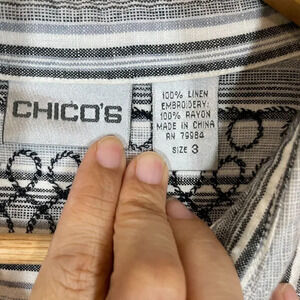 CHICO'S
100% LINEN
EMBROIDERY:
100% RAYON
MADE IN CHINA
RN 79984
SIZE 3